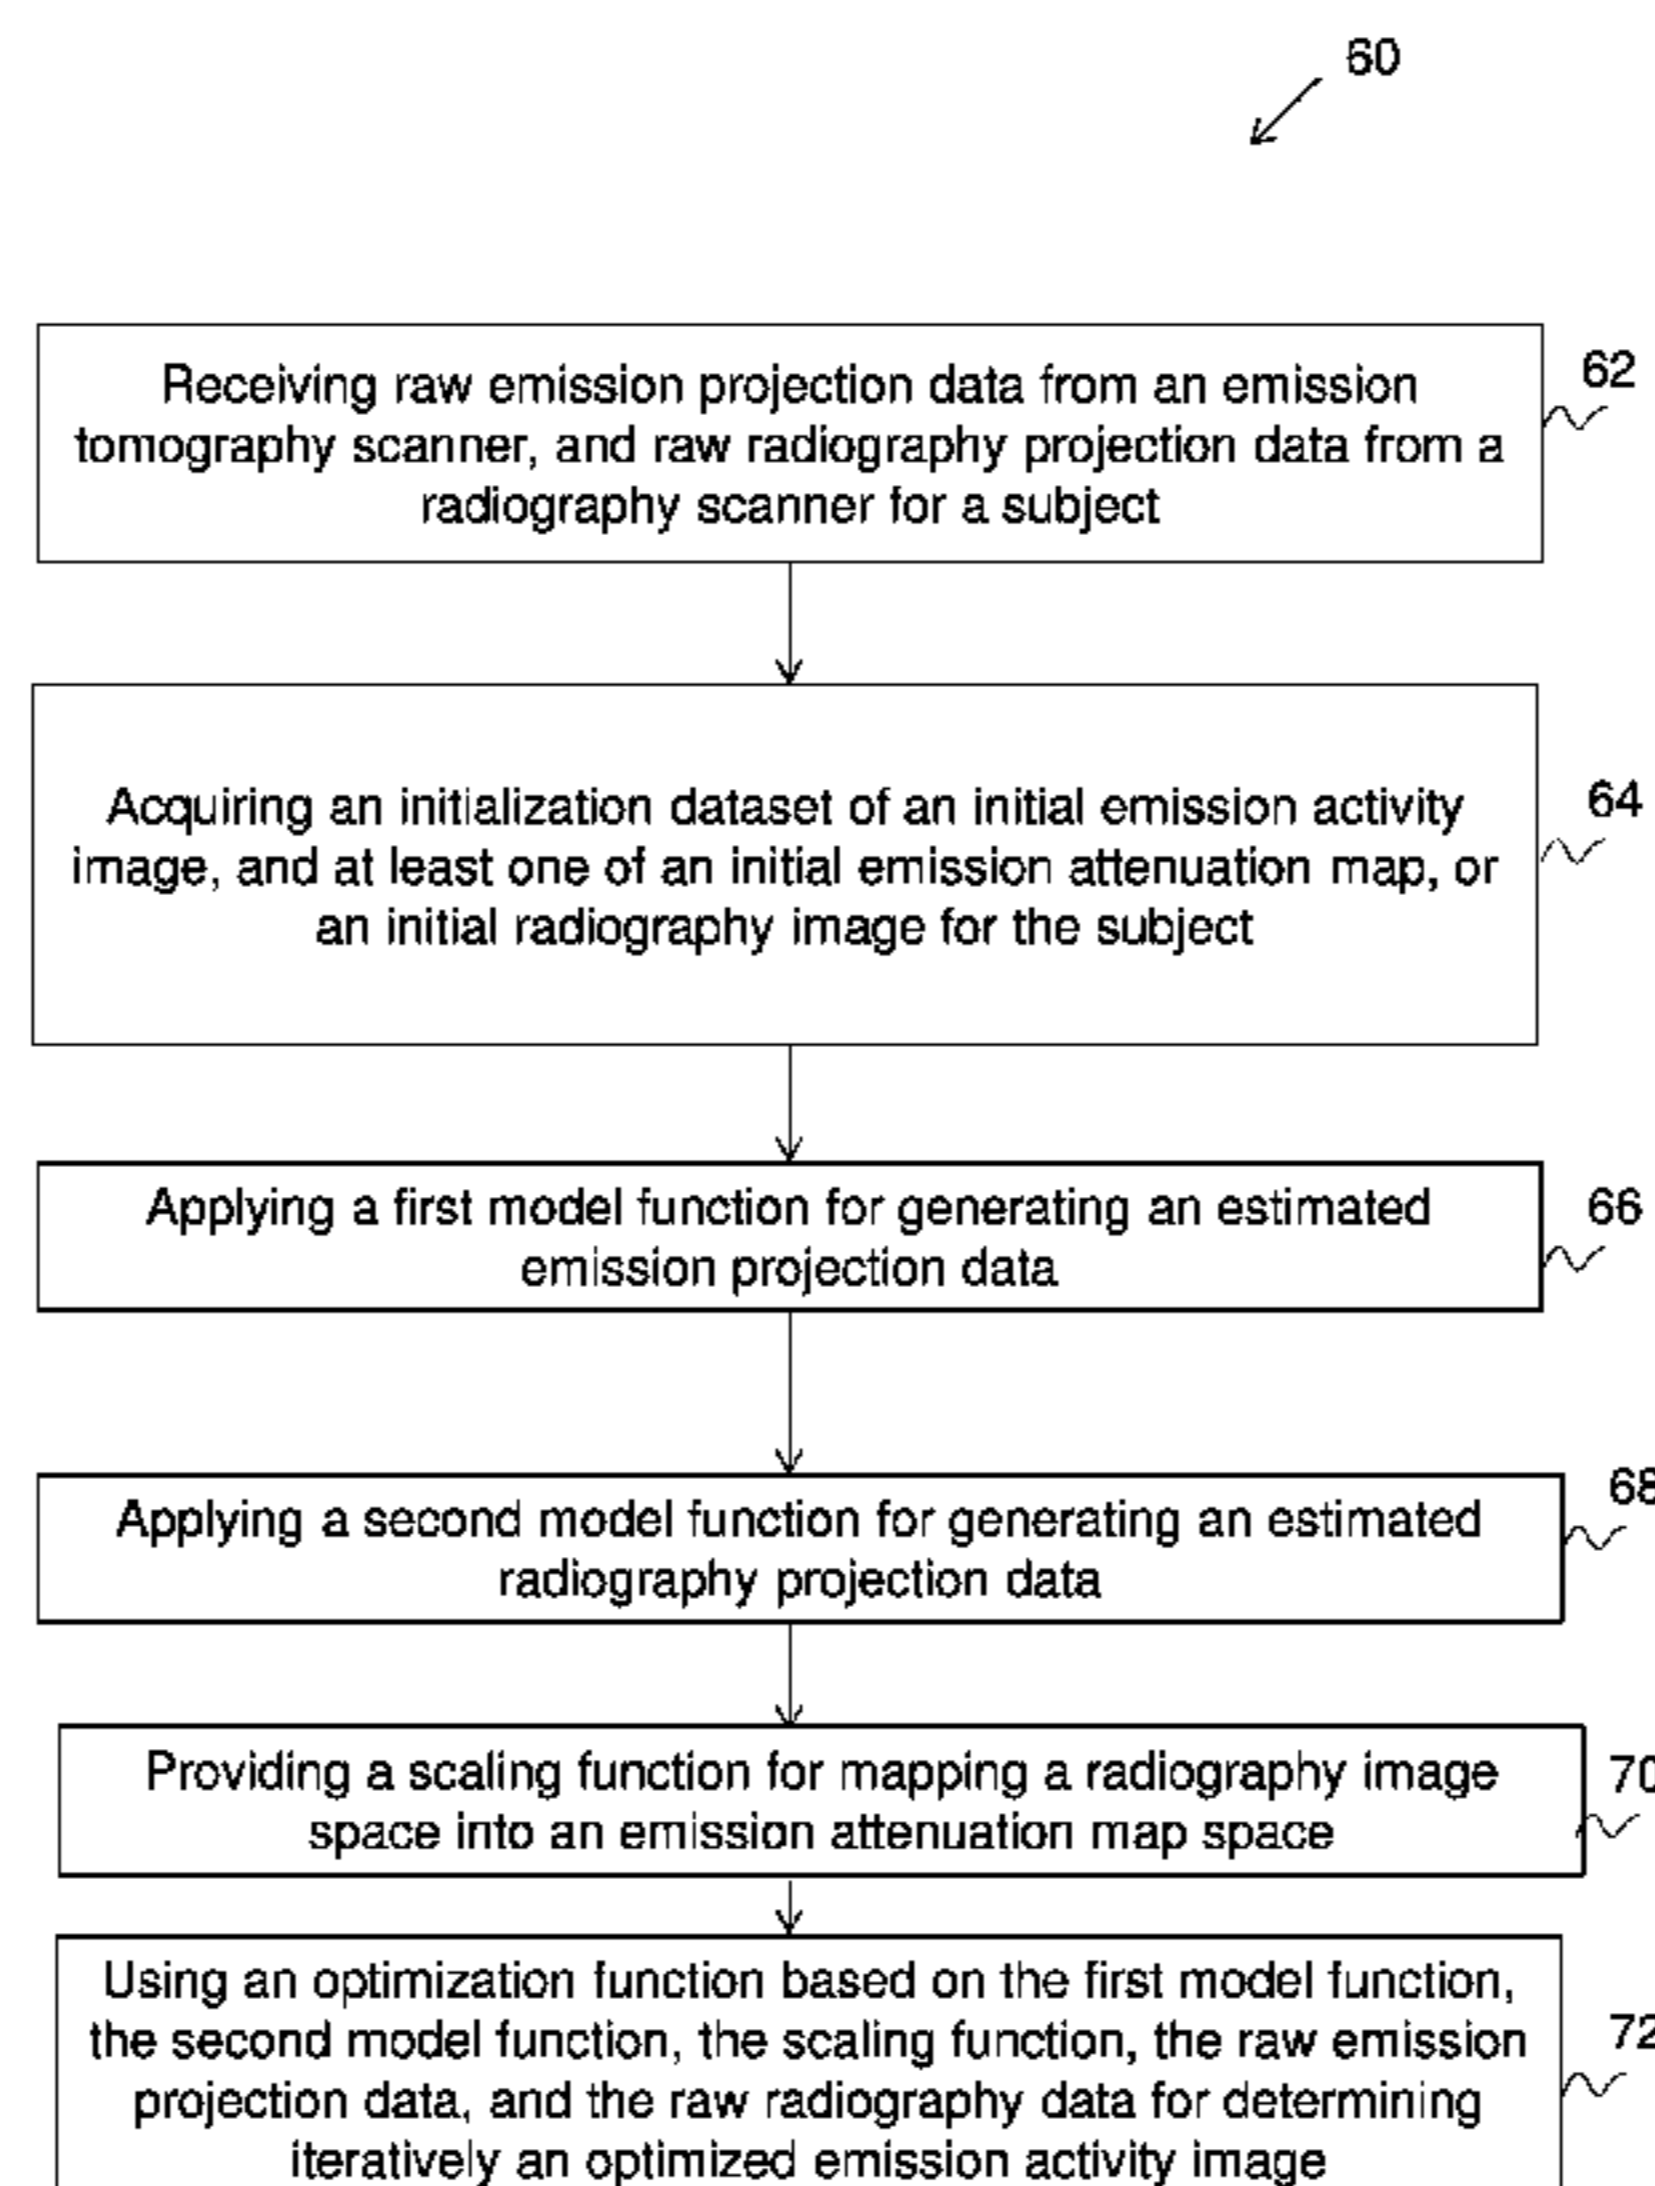 60
Receiving raw emission projection data from an emission
tomography scanner, and raw radiography projection data from a
radiography scanner for a subject
62
Acquiring an initialization dataset of an initial emission activity
image, and at least one of an initial emission attenuation map, or
an initial radiography image for the subject
64
Applying a first model function for generating an estimated
emission projection data
66
Applying a second model function for generating an estimated
radiography projection data
68
Providing a scaling function for mapping a radiography image
space into an emission attenuation map space
70
Using an optimization function based on the first model function,
the second model function, the scaling function, the raw emission
projection data, and the raw radiography data for determining
iteratively an optimized emission activity image
72